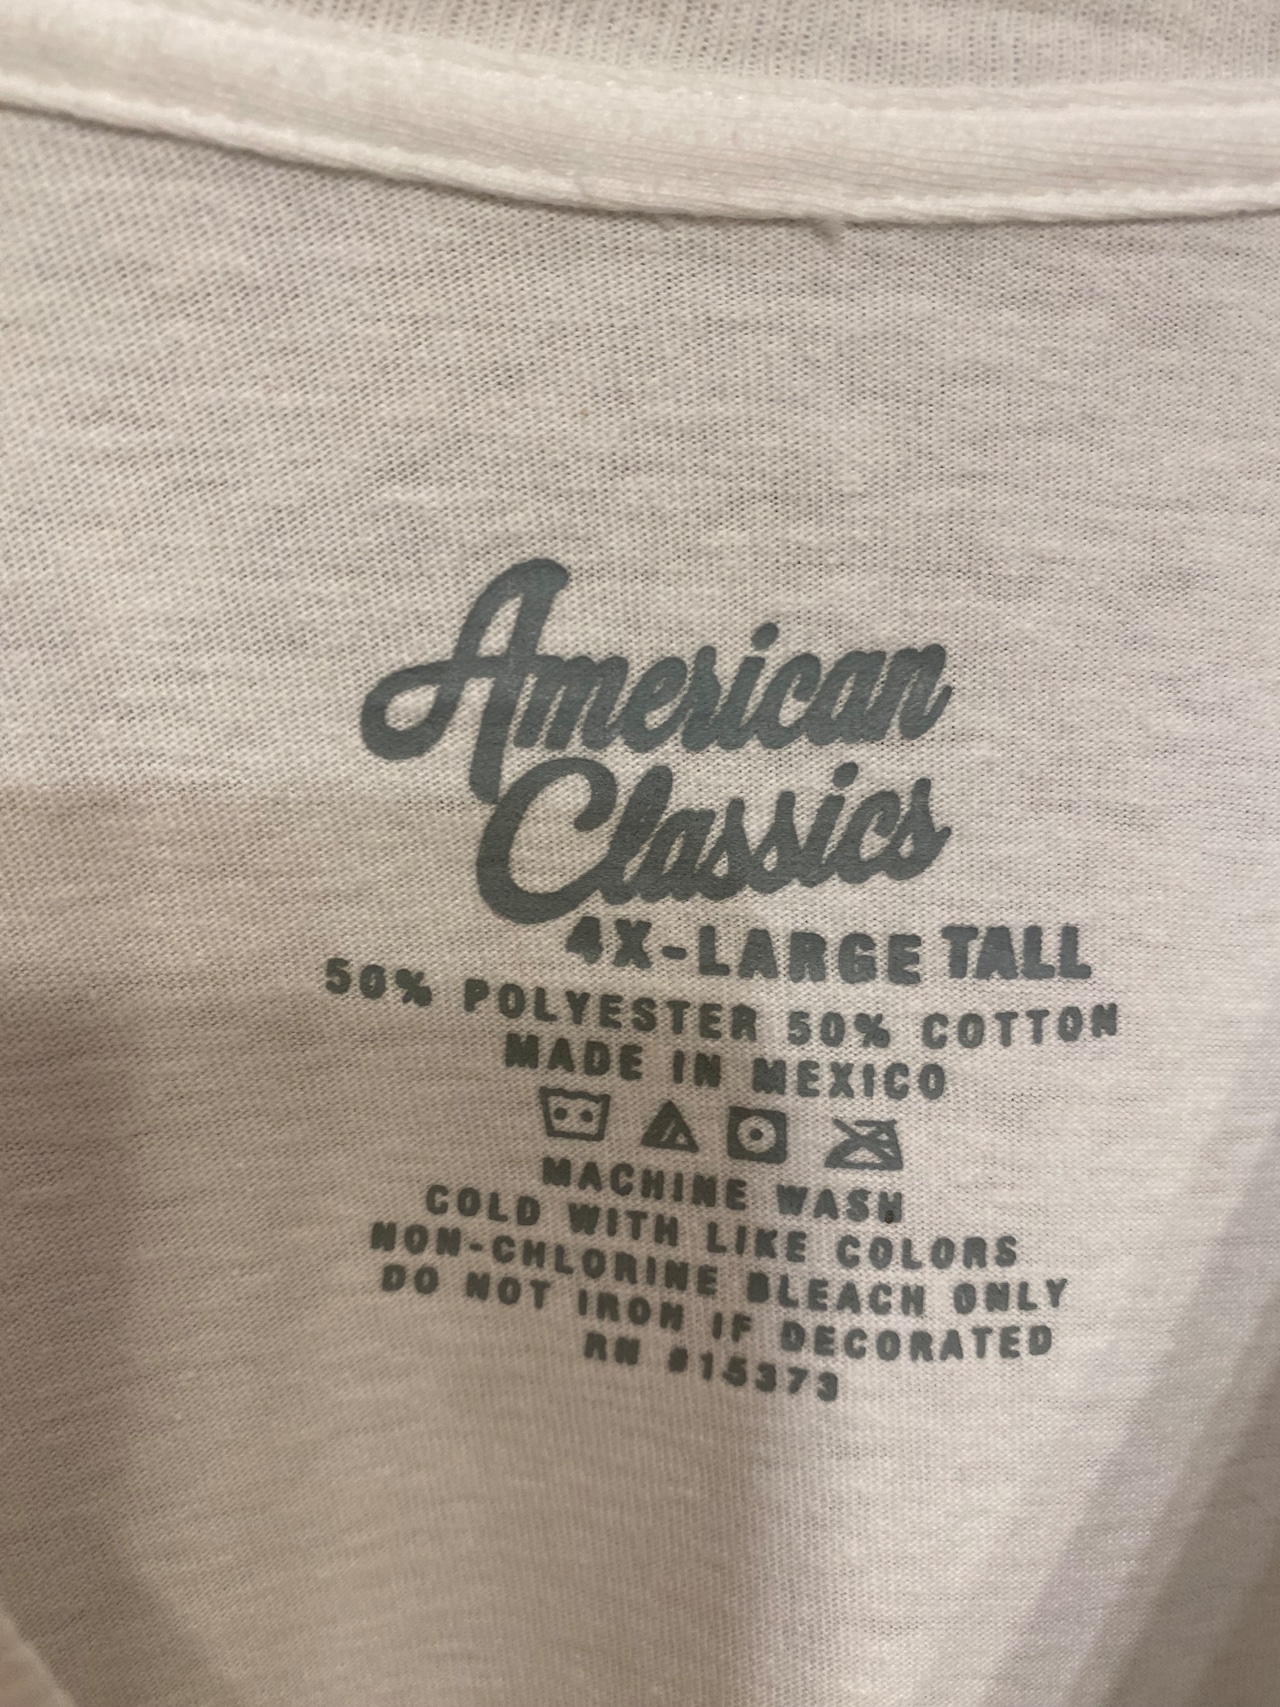 American
Classics
4X-LARGE TALL
50% POLYESTER 50% COTTON
MADE IN MEXICO
MACHINE WASH
COLD WITH LIKE COLORS
NON-CHLORINE BLEACH ONLY
DO NOT IRON IF DECORATED
RN #15373